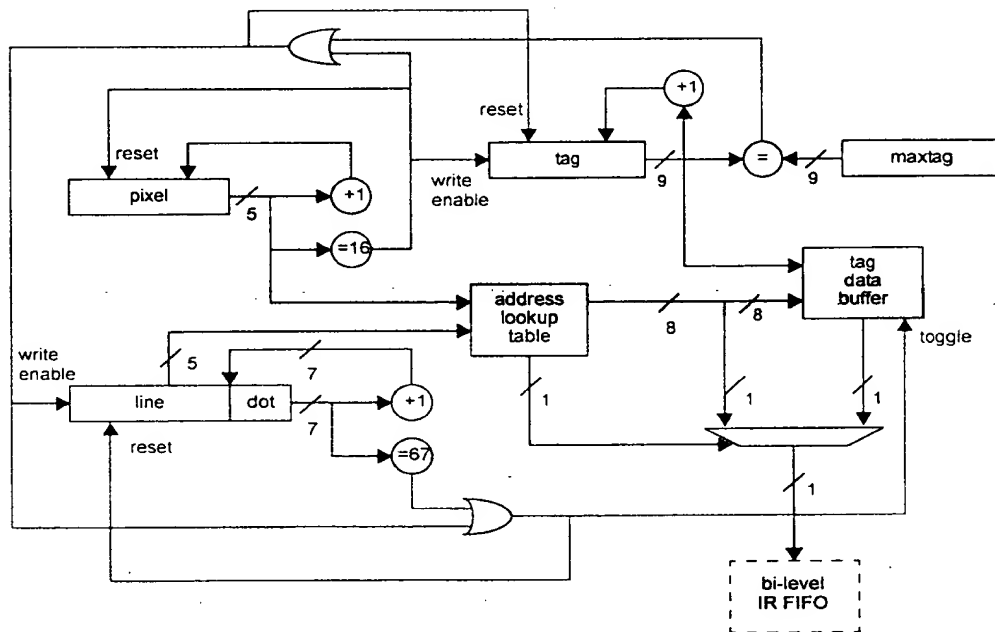 reset
+1
reset
tag
=
maxtag
9
9
write
enable
pixel
5
+1
=16
tag
data
buffer
address
lookup
table
8
8
toggle
write
enable
5
7
line
dot
7
+1
1
1
1
reset
=67
1
bi-level
IR FIFO